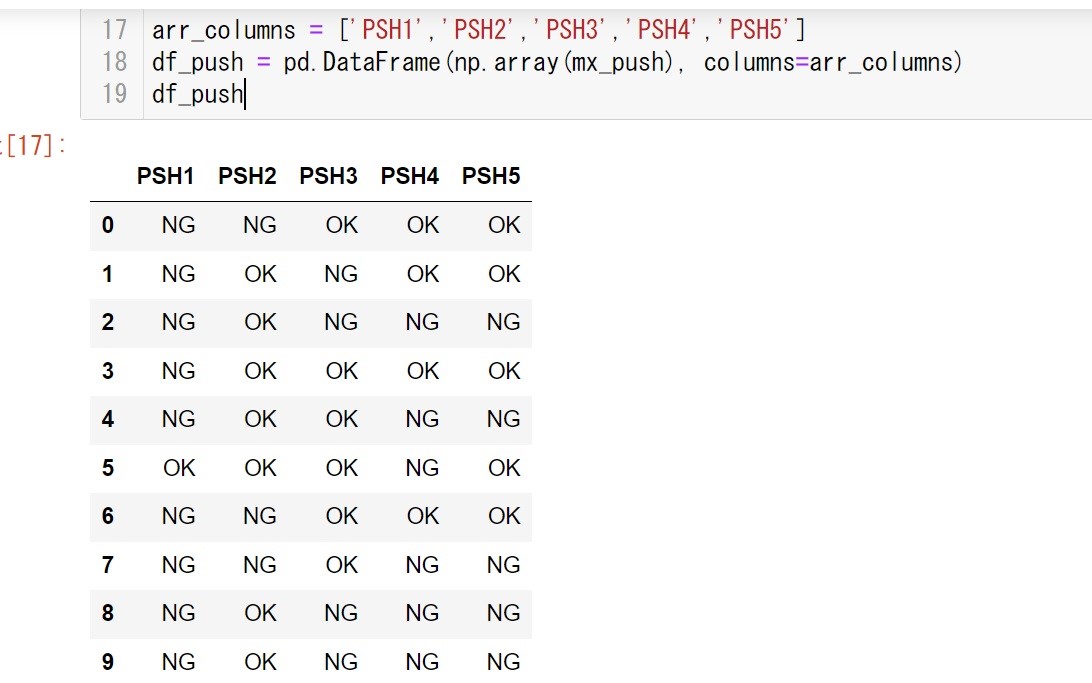 17 arr_columns = ['PSH1','PSH2','PSH3','PSH4','PSH5']
18 df_push = pd.DataFrame(np.array(mx_push), columns=arr_columns)
19 df_push
[17]:
PSH1 PSH2 PSH3 PSH4 PSH5
0 NG NG OK OK OK
1 NG OK NG OK OK
2 NG OK NG NG NG
3 NG OK OK OK OK
4 NG OK OK NG NG
5 OK OK OK NG OK
6 NG NG OK OK OK
7 NG NG OK NG NG
8 NG OK NG NG NG
9 NG OK NG NG NG